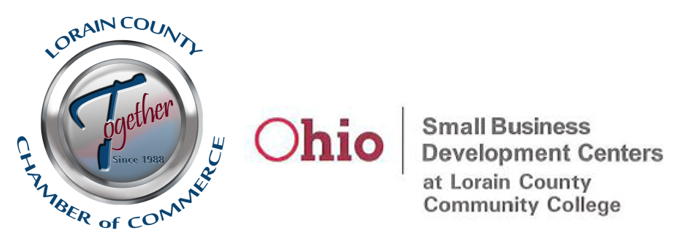 LORAIN COUNTY
Together
Since 1988
CHAMBER of COMMERCE
Ohio
Small Business
Development Centers
at Lorain County
Community College